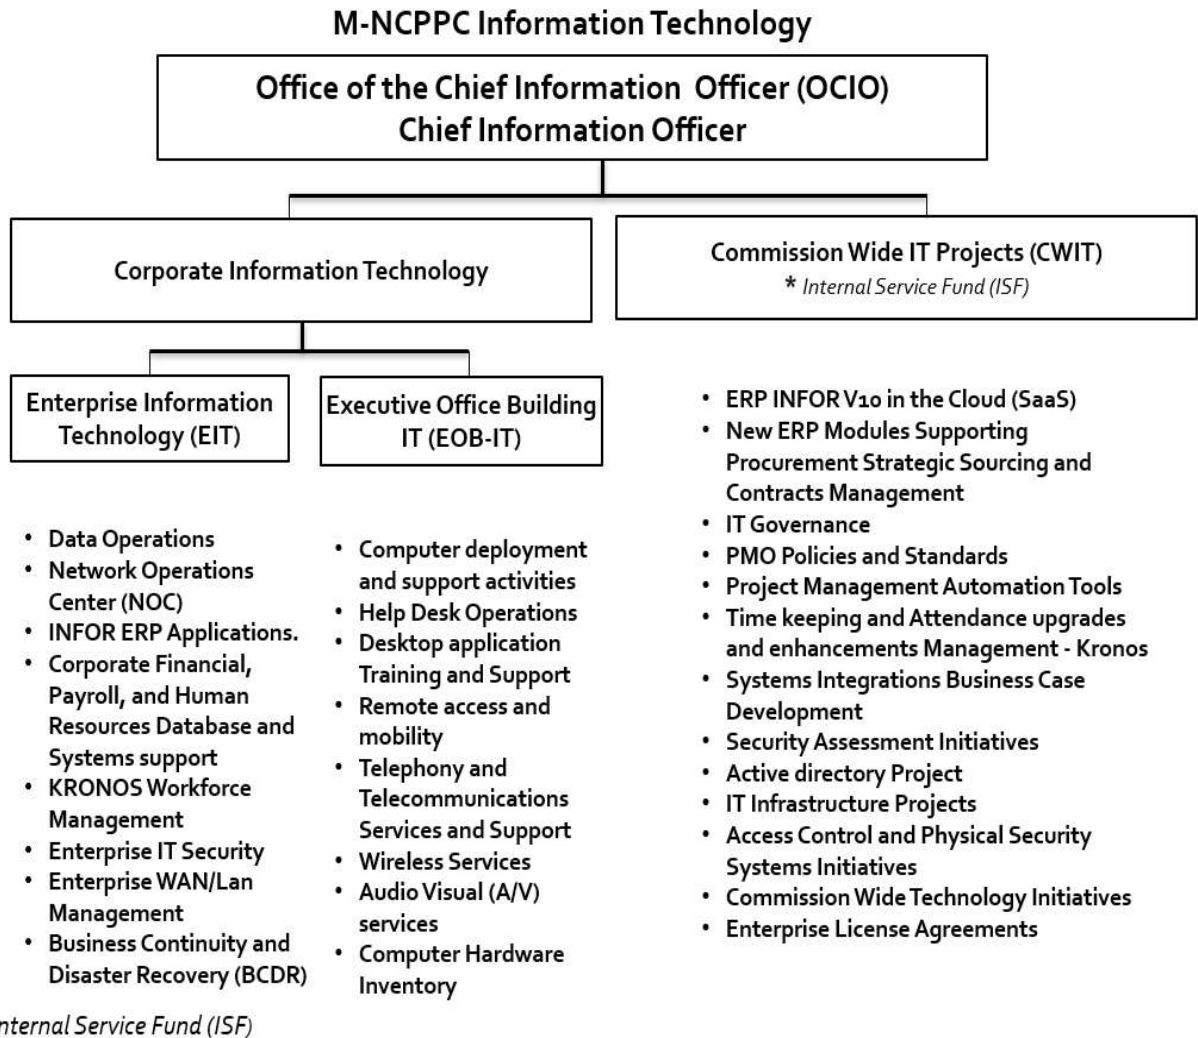 M-NCPPC Information Technology
Office of the Chief Information Officer (OCIO)
Chief Information Officer
Corporate Information Technology
Commission Wide IT Projects (CWIT)
* Internal Service Fund (ISF)
Enterprise Information
Technology (EIT)
Executive Office Building
IT (EOB-IT)
• Data Operations
• Network Operations
Center (NOC)
• INFOR ERP Applications.
• Corporate Financial,
Payroll, and Human
Resources Database and
Systems support
• KRONOS Workforce
Management
• Enterprise IT Security
• Enterprise WAN/Lan
Management
• Business Continuity and
Disaster Recovery (BCDR)
• Computer deployment
and support activities
• Help Desk Operations
• Desktop application
Training and Support
• Remote access and
mobility
• Telephony and
Telecommunications
Services and Support
• Wireless Services
• Audio Visual (A/V)
services
• Computer Hardware
Inventory
• ERP INFOR V10 in the Cloud (SaaS)
• New ERP Modules Supporting
Procurement Strategic Sourcing and
Contracts Management
• IT Governance
• PMO Policies and Standards
• Project Management Automation Tools
• Time keeping and Attendance upgrades
and enhancements Management - Kronos
• Systems Integrations Business Case
Development
• Security Assessment Initiatives
• Active directory Project
• IT Infrastructure Projects
• Access Control and Physical Security
Systems Initiatives
• Commission Wide Technology Initiatives
• Enterprise License Agreements
nternal Service Fund (ISF)